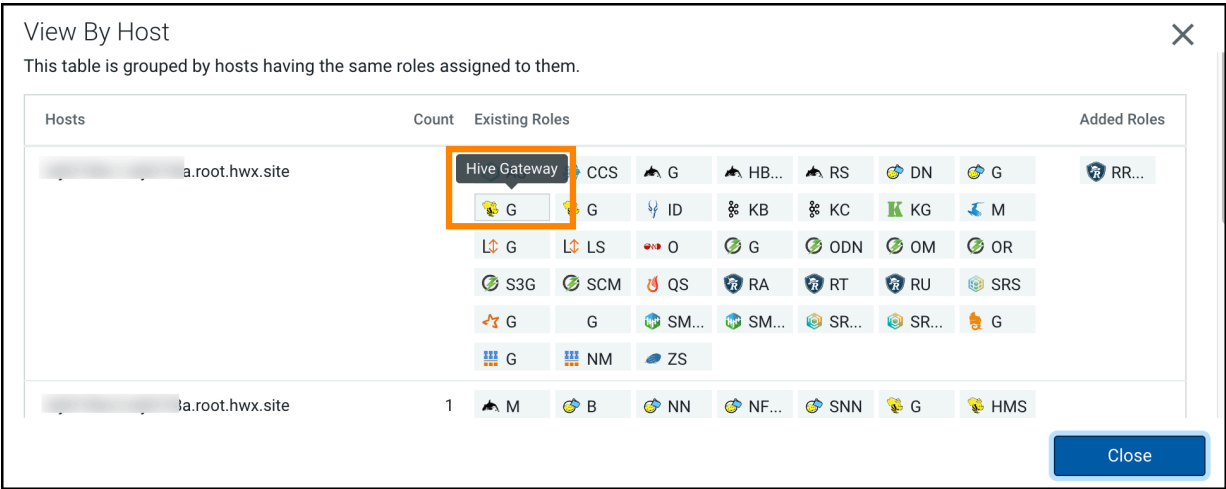 View By Host
This table is grouped by hosts having the same roles assigned to them.
Hosts Count Existing Roles Added Roles
a.root.hwx.site Hive Gateway CCS G HB... RS DN G RR...
G G ID KB KC KG M
G LS O G ODN OM OR
S3G SCM QS RA RT RU SRS
G G SM... SM... SR... SR... G
G NM ZS
a.root.hwx.site 1 M B NN NF... SNN G HMS
Close